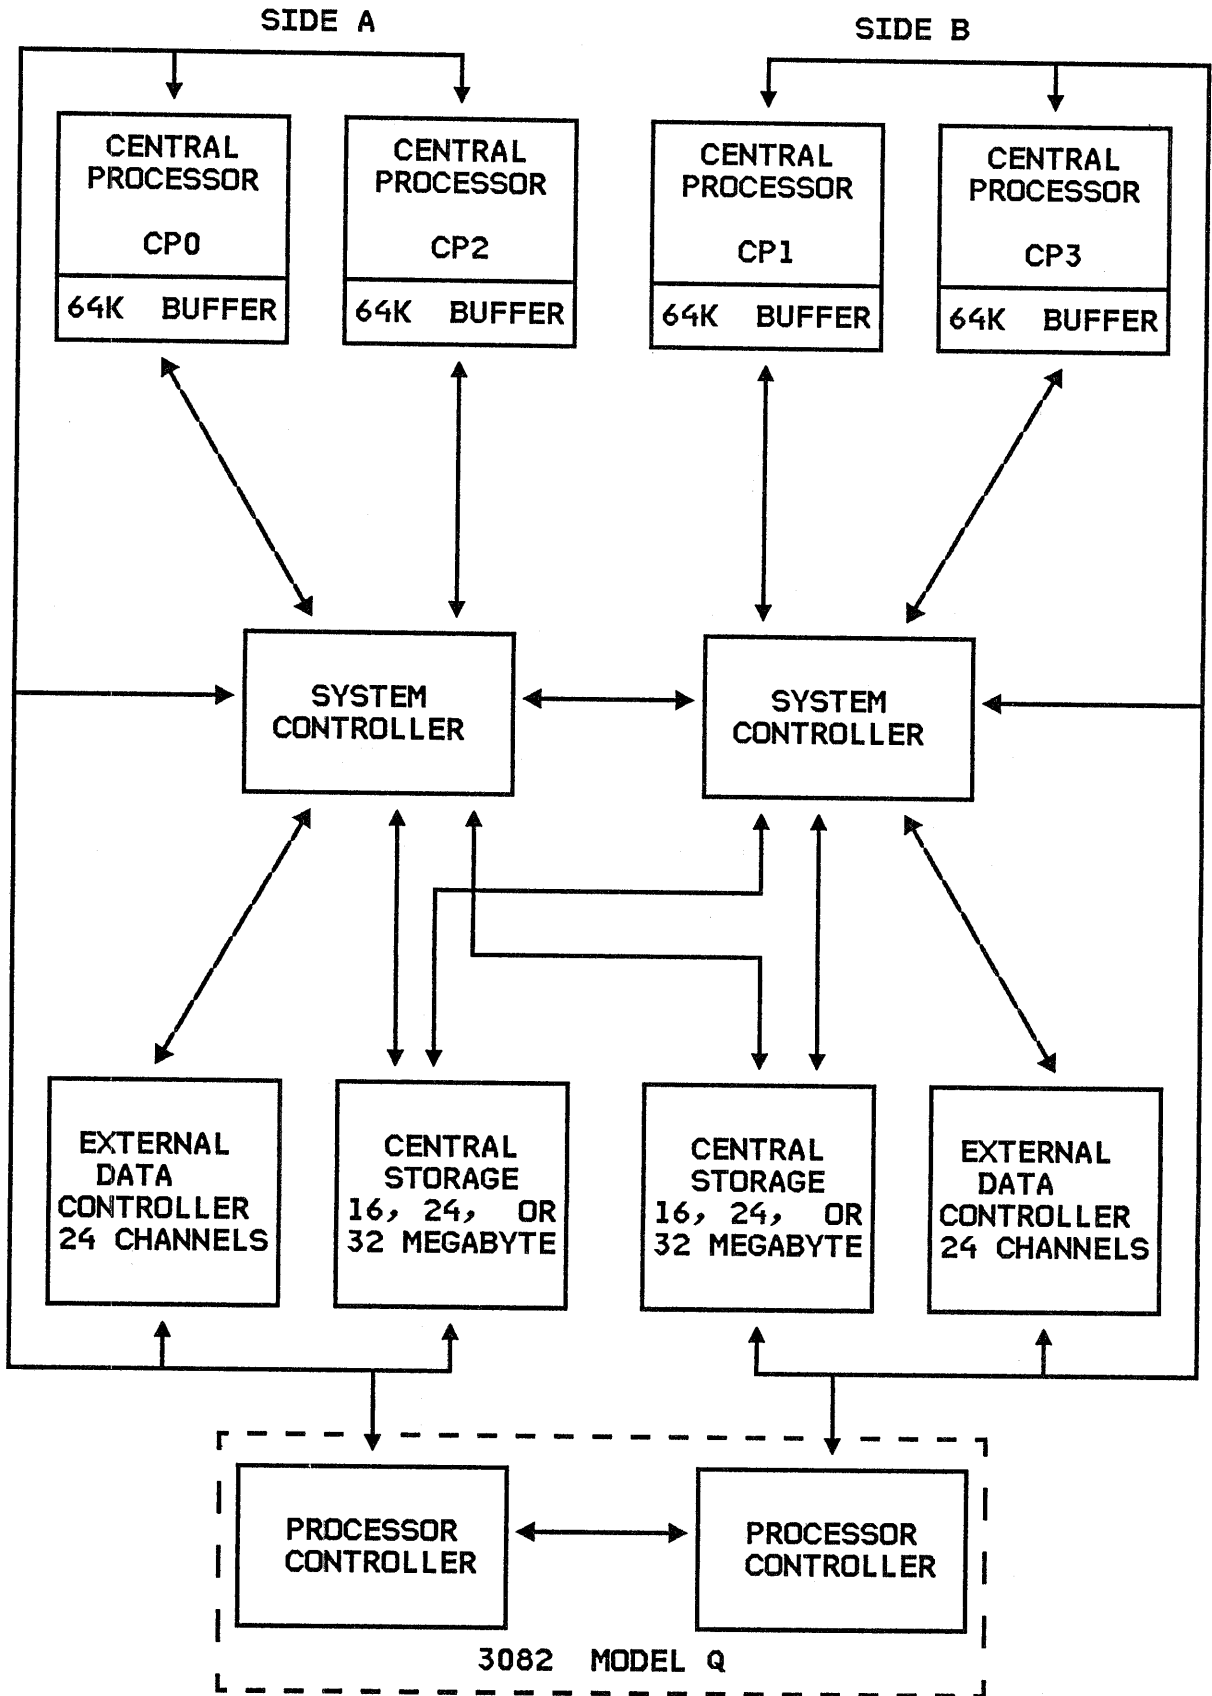 SIDE A
SIDE B
CENTRAL
PROCESSOR
CP0
64K BUFFER
CENTRAL
PROCESSOR
CP2
64K BUFFER
CENTRAL
PROCESSOR
CP1
64K BUFFER
CENTRAL
PROCESSOR
CP3
64K BUFFER
SYSTEM
CONTROLLER
SYSTEM
CONTROLLER
EXTERNAL
DATA
CONTROLLER
24 CHANNELS
CENTRAL
STORAGE
16, 24, OR
32 MEGABYTE
CENTRAL
STORAGE
16, 24, OR
32 MEGABYTE
EXTERNAL
DATA
CONTROLLER
24 CHANNELS
PROCESSOR
CONTROLLER
PROCESSOR
CONTROLLER
3082 MODEL Q